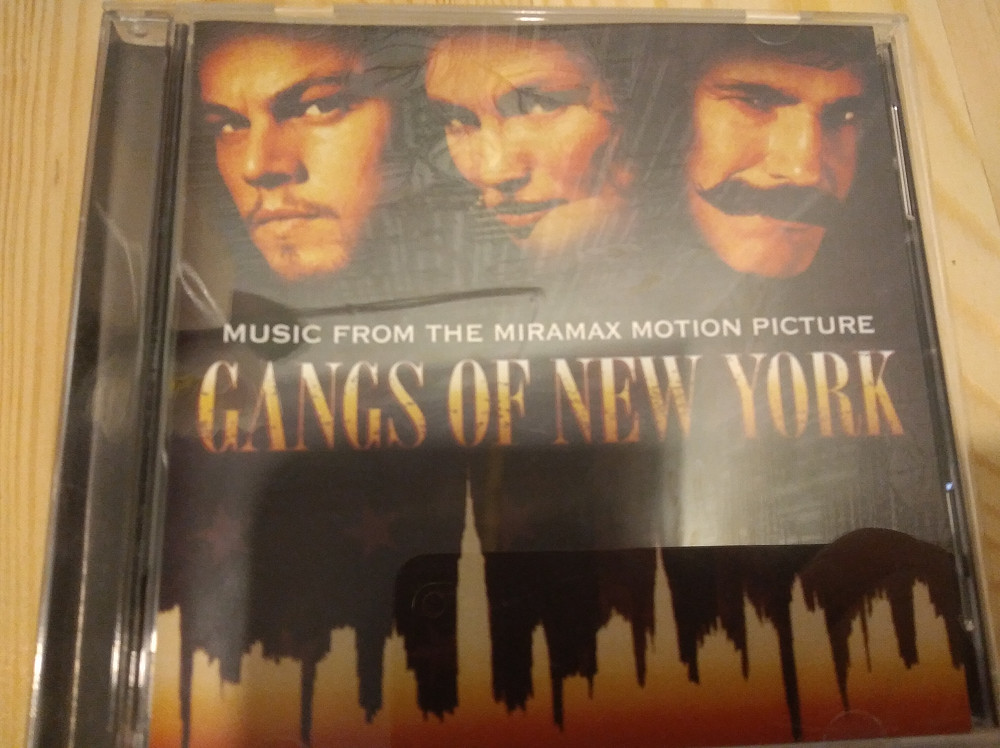 MUSIC FROM THE MIRAMAX MOTION PICTURE
GANGS OF NEW YORK